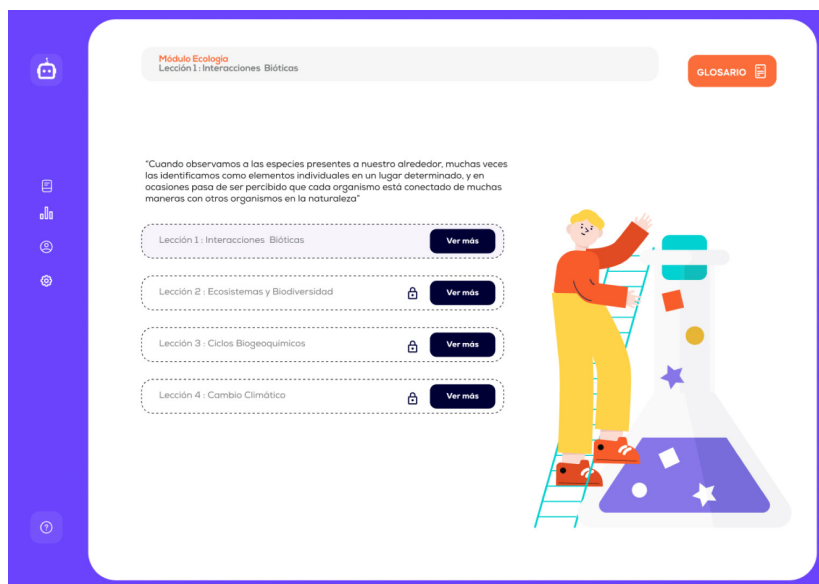 Módulo Ecología
Lección 1 : Interacciones Bióticas
GLOSARIO
"Cuando observamos a las especies presentes a nuestro alrededor, muchas veces
las identificamos como elementos individuales en un lugar determinado, y en
ocasiones pasa de ser percibido que cada organismo está conectado de muchas
maneras con otros organismos en la naturaleza"
Lección 1 : Interacciones Bióticas
Ver más
Lección 2 : Ecosistemas y Biodiversidad
Ver más
Lección 3 : Ciclos Biogeoquimicos
Ver más
Lección 4 : Cambio Climático
Ver más
?